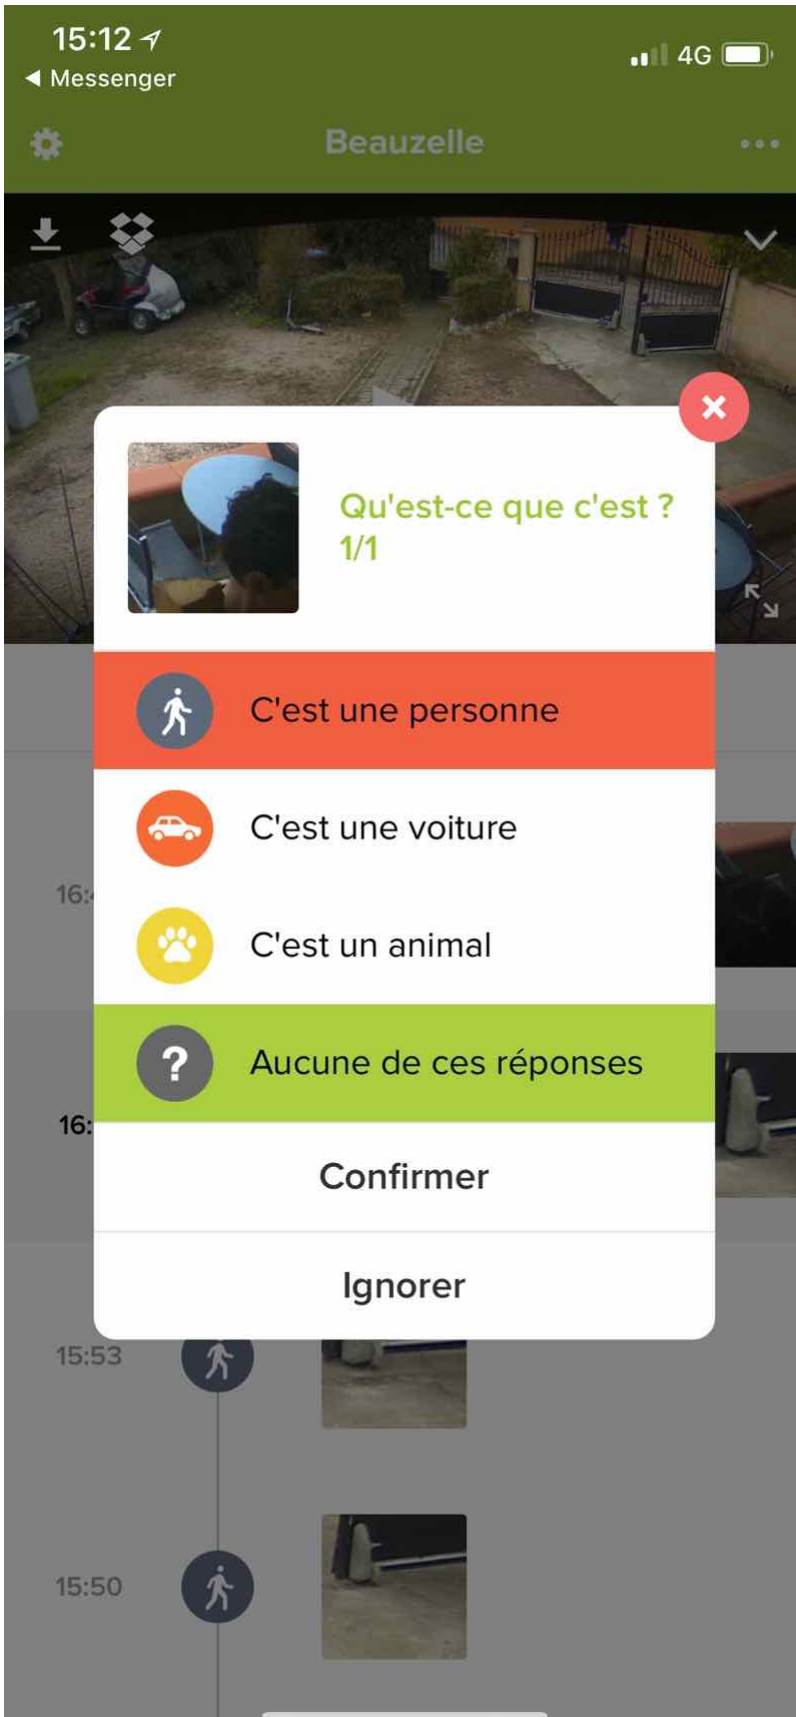 15:12
4G
Messenger
Beauzelle
Qu'est-ce que c'est ?
1/1
C'est une personne
C'est une voiture
C'est un animal
Aucune de ces réponses
Confirmer
Ignorer
15:53
15:50